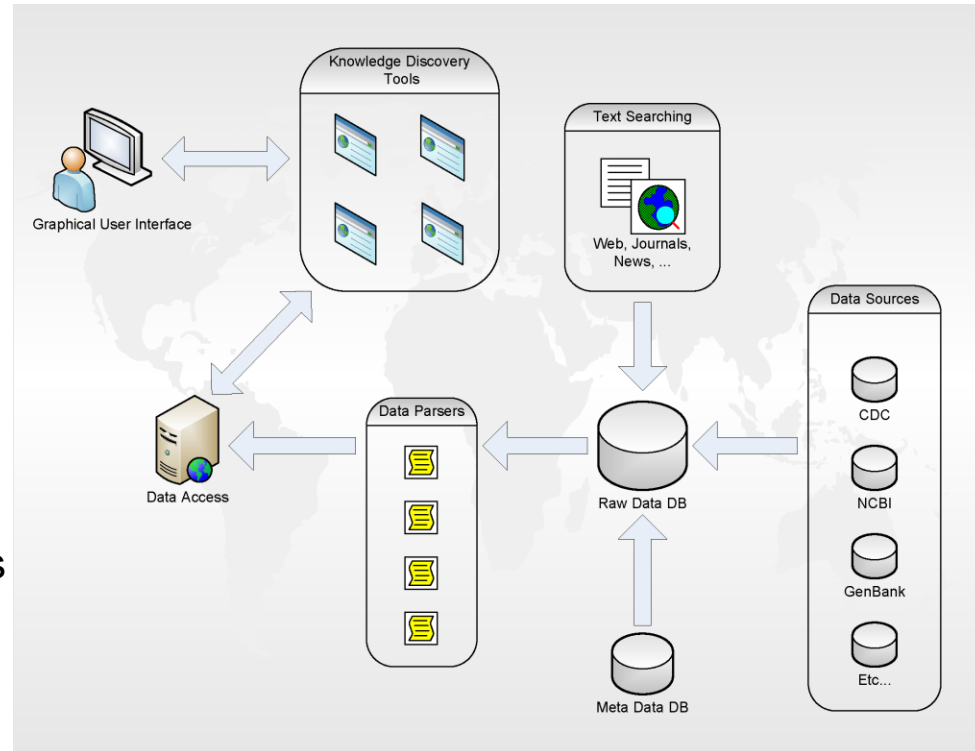 Knowledge Discovery
Tools
Text Searching
Web, Journals,
News, ...
Graphical User Interface
Data Sources
CDC
NCBI
GenBank
Etc...
Data Parsers
Data Access
Raw Data DB
Meta Data DB
s